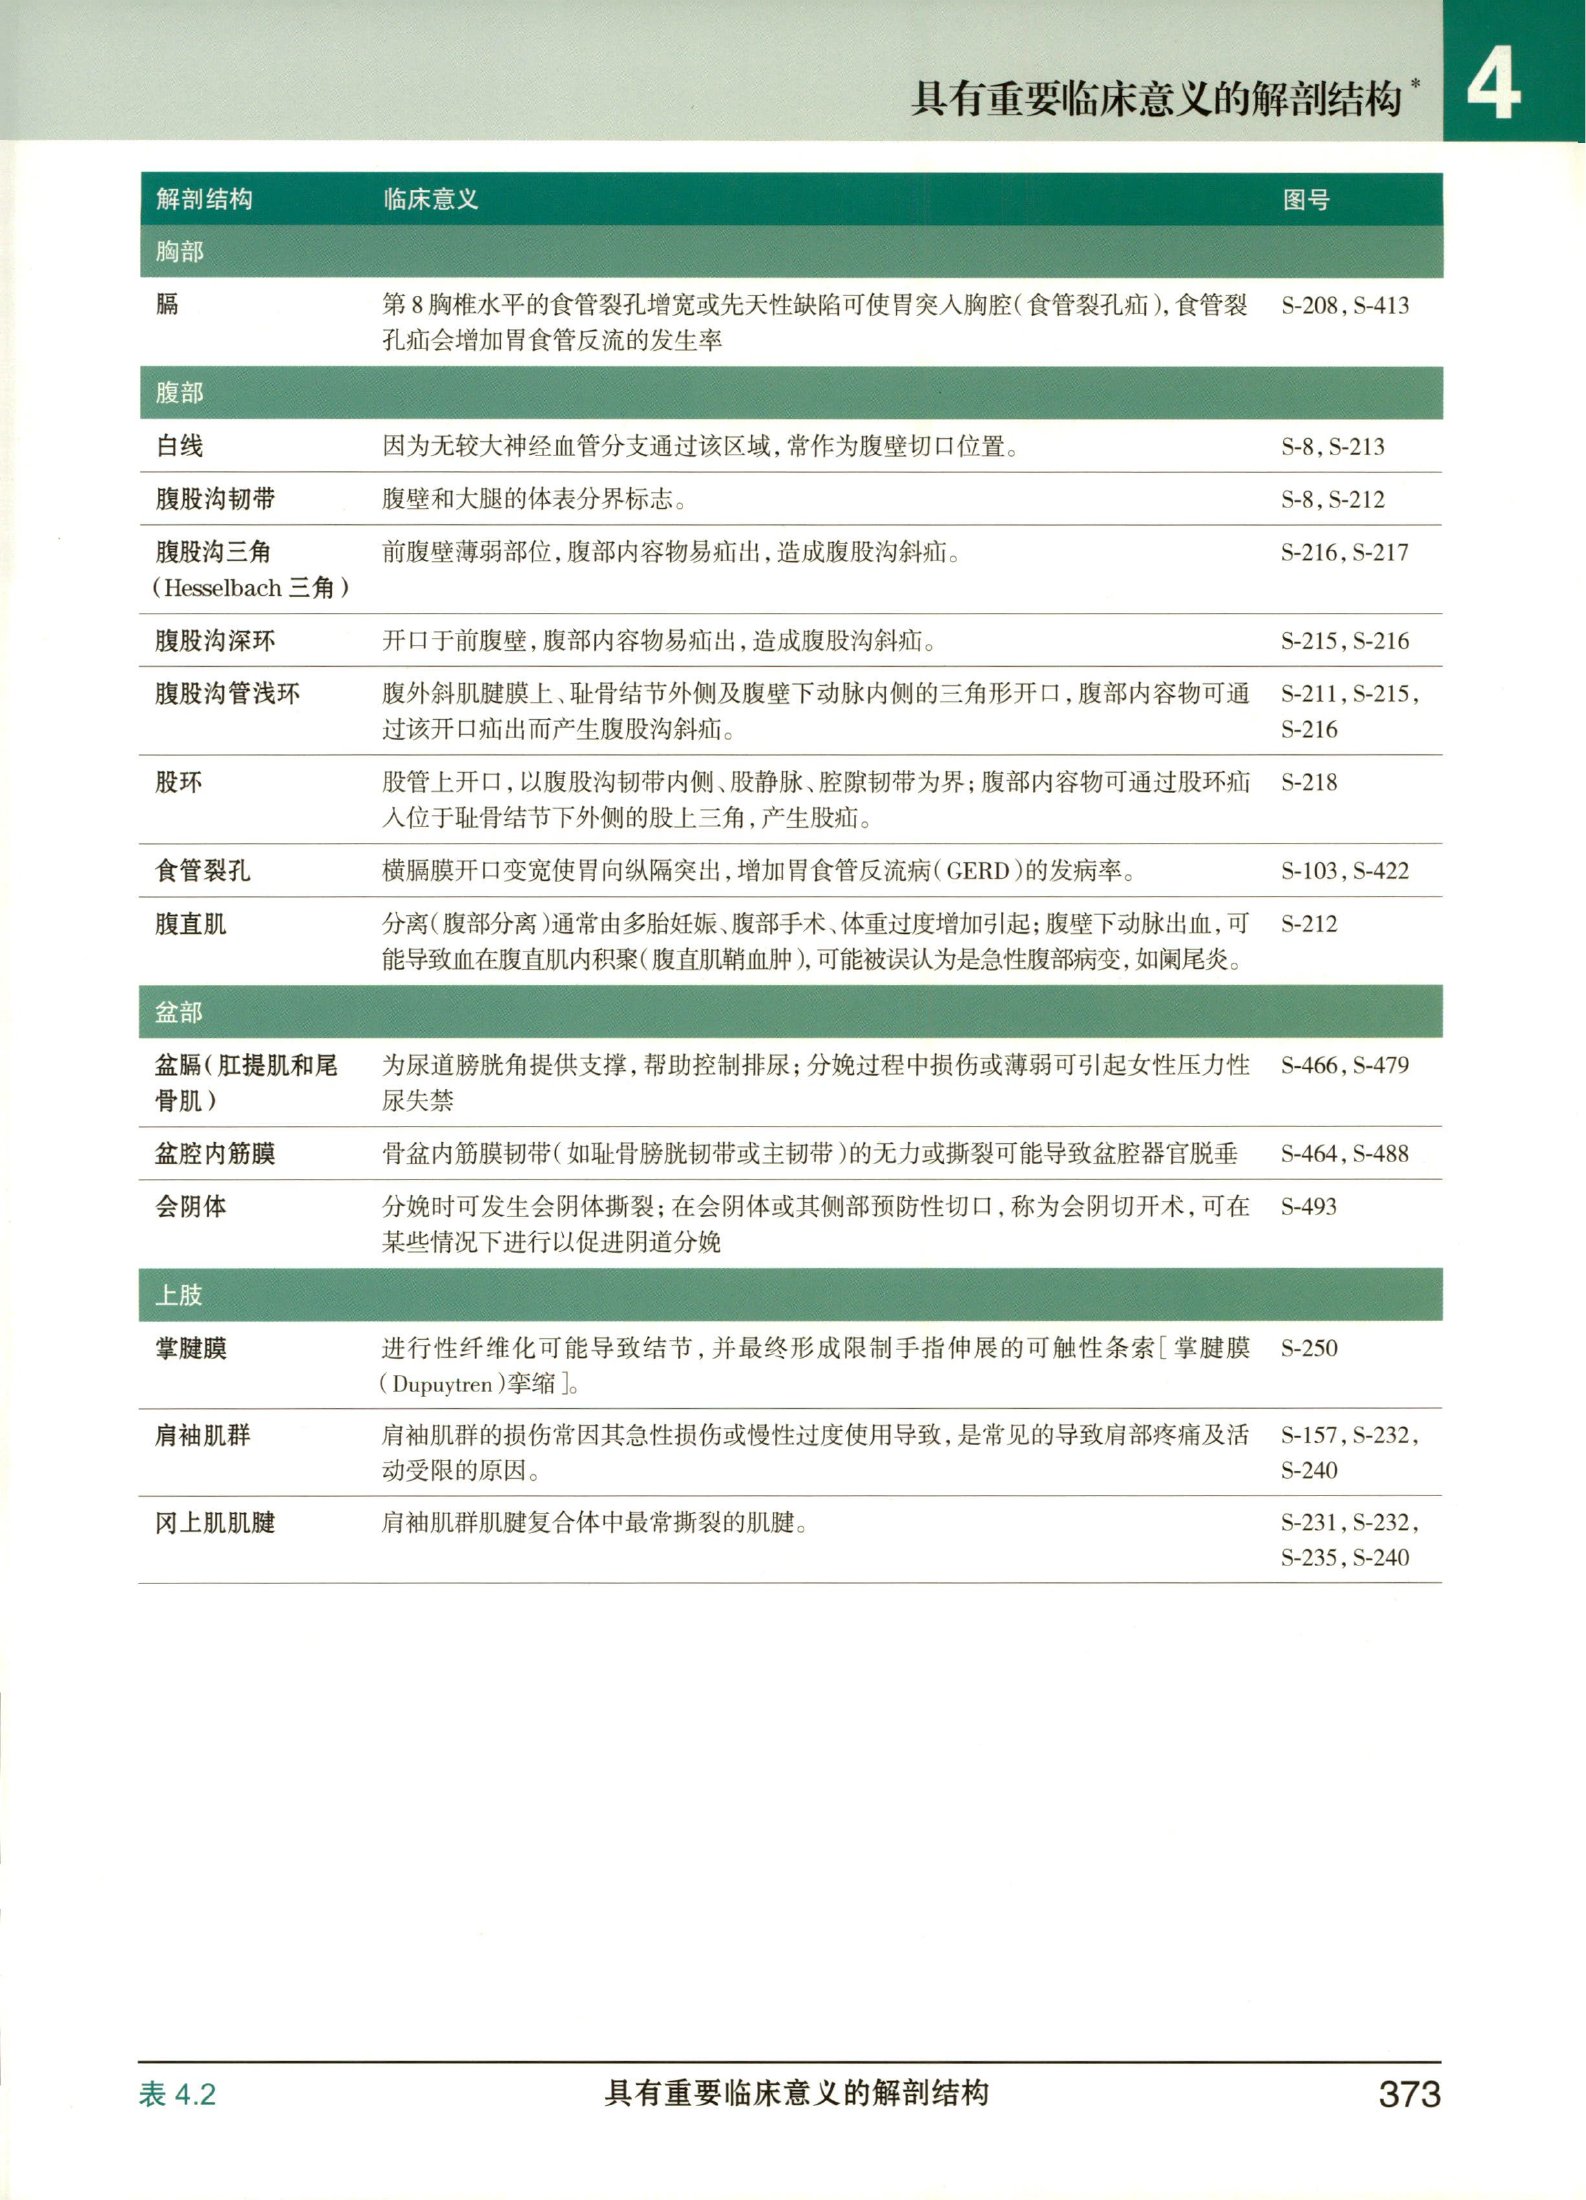 具有重要临床意义的解剖结构*
4
解剖结构 临床意义 图号
胸部
膈 第 8 胸椎水平的食管裂孔增宽或先天性缺陷可使胃突入胸腔(食管裂孔疝),食管裂 S-208, S-413
孔疝会增加胃食管反流的发生率
腹部
白线 因为无较大神经血管分支通过该区域,常作为腹壁切口位置。 S-8, S-213
腹股沟韧带 腹壁和大腿的体表分界标志。 S-8, S-212
腹股沟三角 前腹壁薄弱部位,腹部内容物易疝出,造成腹股沟斜疝。 S-216, S-217
(Hesselbach 三角)
腹股沟深环 开口于前腹壁,腹部内容物易疝出,造成腹股沟斜疝。 S-215, S-216
腹股沟管浅环 腹外斜肌腱膜上、耻骨结节外侧及腹壁下动脉内侧的三角形开口,腹部内容物可通 S-211, S-215,
过该开口疝出而产生腹股沟斜疝。 S-216
股环 股管上开口,以腹股沟韧带内侧、股静脉、腔隙韧带为界;腹部内容物可通过股环疝 S-218
入位于耻骨结节下外侧的股上三角,产生股疝。
食管裂孔 横膈膜开口变宽使胃向纵隔突出,增加胃食管反流病(GERD)的发病率。 S-103, S-422
腹直肌 分离(腹部分离)通常由多胎妊娠、腹部手术、体重过度增加引起;腹壁下动脉出血,可 S-212
能导致血在腹直肌内积聚(腹直肌鞘血肿),可能被误认为是急性腹部病变,如阑尾炎。
盆部
盆膈(肛提肌和尾 为尿道膀胱角提供支撑,帮助控制排尿;分娩过程中损伤或薄弱可引起女性压力性 S-466, S-479
骨肌) 尿失禁
盆腔内筋膜 骨盆内筋膜韧带(如耻骨膀胱韧带或主韧带)的无力或撕裂可能导致盆腔器官脱垂 S-464, S-488
会阴体 分娩时可发生会阴体撕裂;在会阴体或其侧部预防性切口,称为会阴切开术,可在 S-493
某些情况下进行以促进阴道分娩
上肢
掌腱膜 进行性纤维化可能导致结节,并最终形成限制手指伸展的可触性条索[掌腱膜 S-250
(Dupuytren)挛缩]。
肩袖肌群 肩袖肌群的损伤常因其急性损伤或慢性过度使用导致,是常见的导致肩部疼痛及活 S-157, S-232,
动受限的原因。 S-240
冈上肌肌腱 肩袖肌群肌腱复合体中最常撕裂的肌腱。 S-231, S-232,
S-235, S-240
表 4.2 具有重要临床意义的解剖结构 373